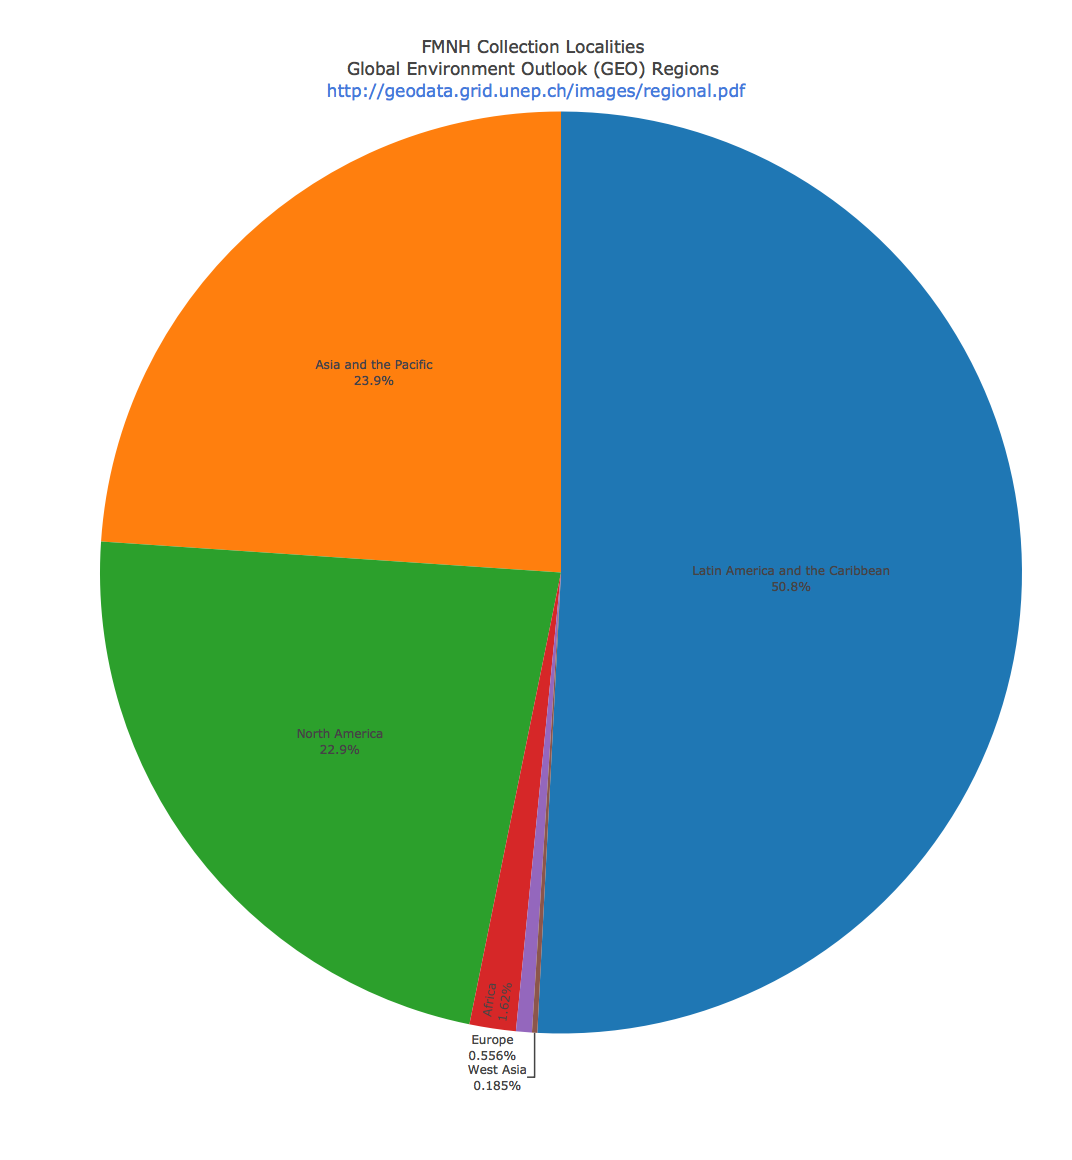 FMNH Collection Localities
Global Environment Outlook (GEO) Regions
http://geodata.grid.unep.ch/images/regional.pdf
Asia and the Pacific
23.9%
Latin America and the Caribbean
50.8%
North America
22.9%
Africa
1.62%
Europe
0.556%
West Asia
0.185%